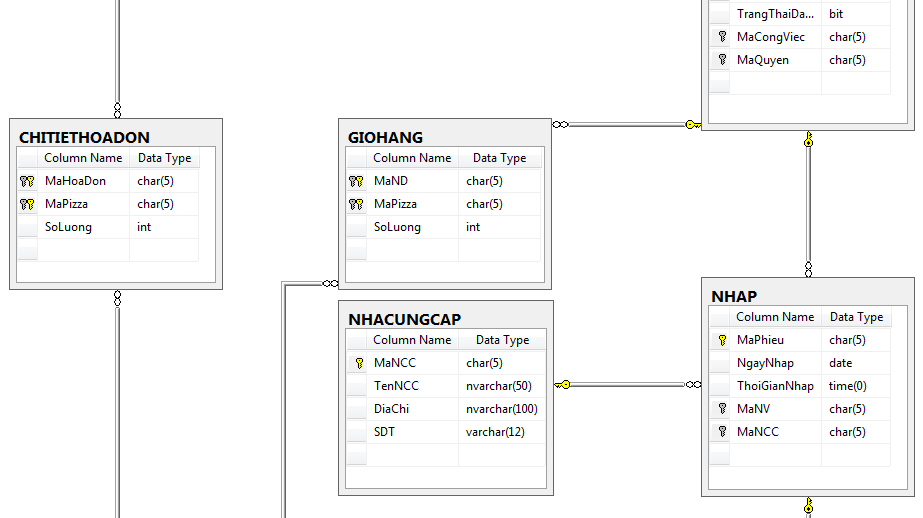 TrangThaiDa... bit
MaCongViec char(5)
MaQuyen char(5)
CHITIETHOADON
Column Name Data Type
MaHoaDon char(5)
MaPizza char(5)
SoLuong int
GIOHANG
Column Name Data Type
MaND char(5)
MaPizza char(5)
SoLuong int
NHACUNGCAP
Column Name Data Type
MaNCC char(5)
TenNCC nvarchar(50)
DiaChi nvarchar(100)
SDT varchar(12)
NHAP
Column Name Data Type
MaPhieu char(5)
NgayNhap date
ThoiGianNhap time(0)
MaNV char(5)
MaNCC char(5)